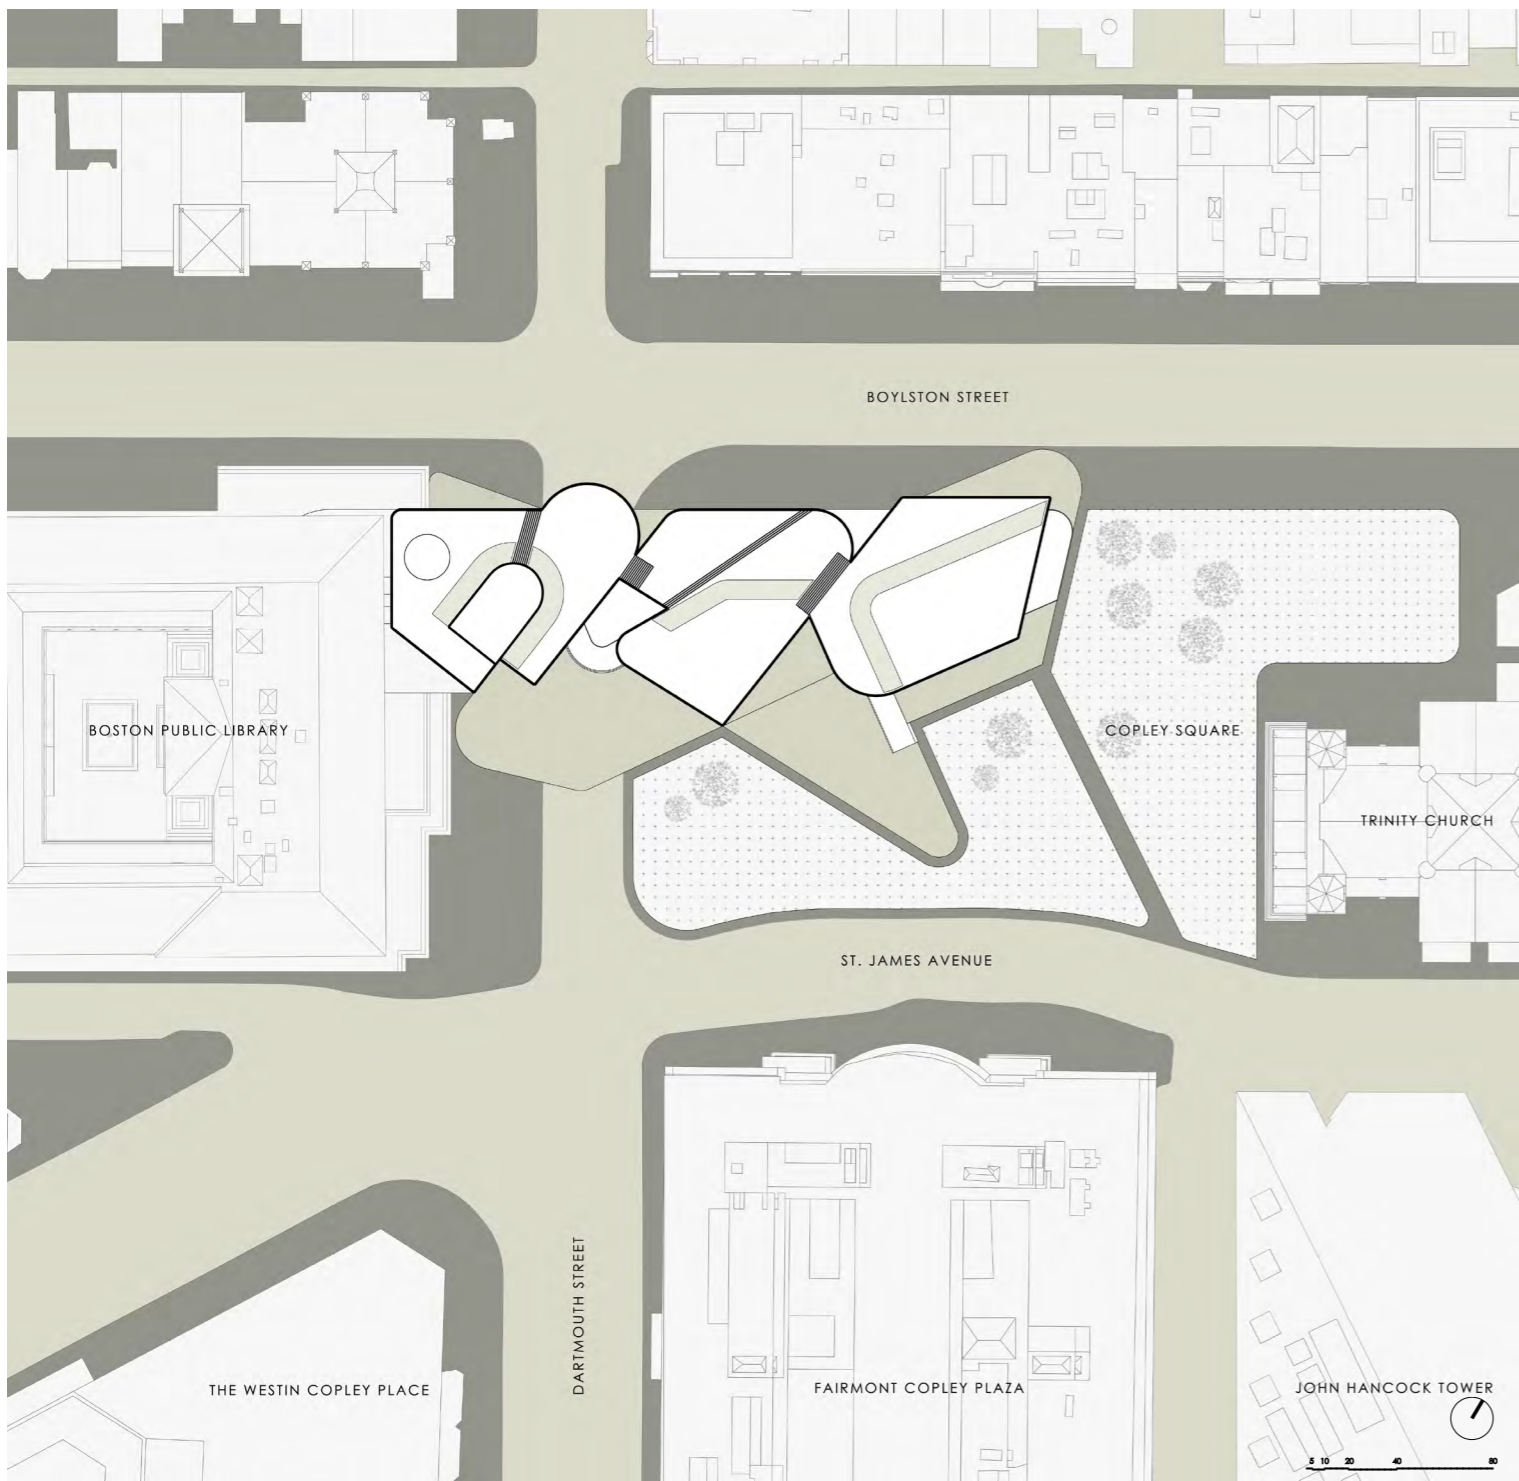 BOYLSTON STREET
BOSTON PUBLIC LIBRARY
COPLEY SQUARE
TRINITY CHURCH
ST. JAMES AVENUE
DARTMOUTH STREET
THE WESTIN COPLEY PLACE
FAIRMONT COPLEY PLAZA
JOHN HANCOCK TOWER
5 10 20 40 80